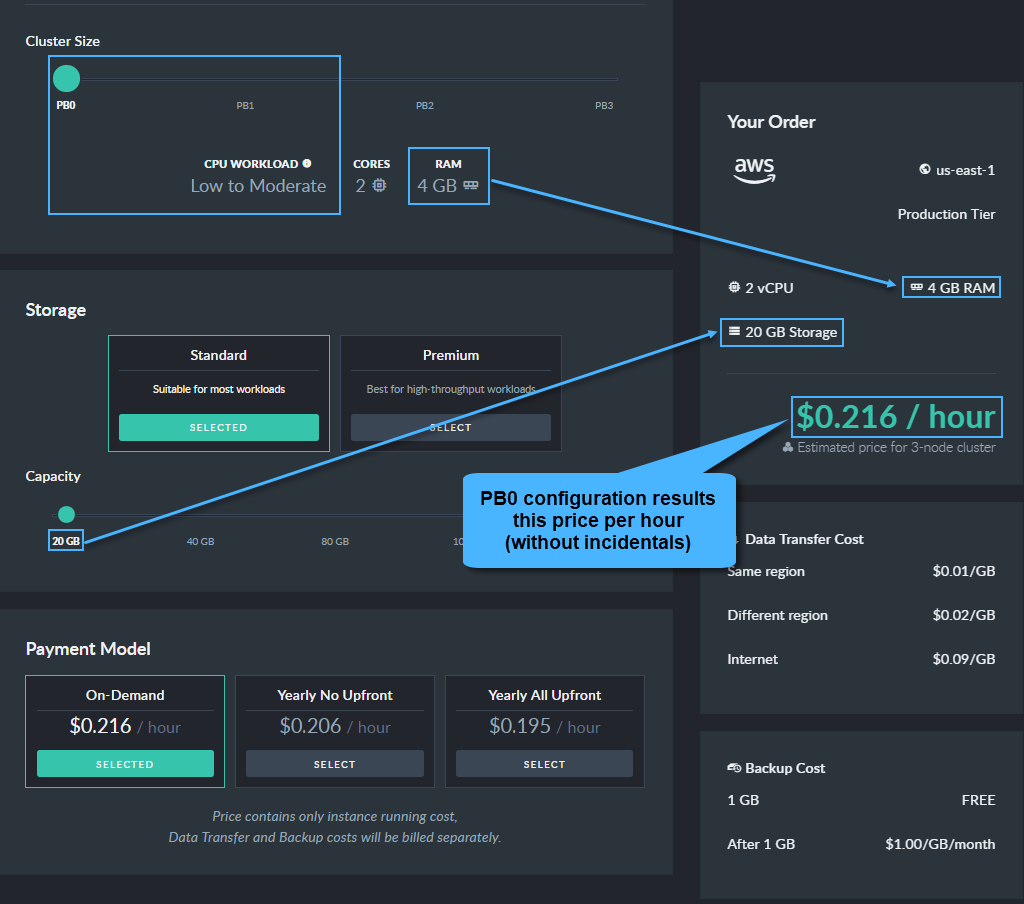 Cluster Size
PB0 PB1 PB2 PB3
CPU WORKLOAD CORES RAM
Low to Moderate 2 4 GB
Storage
Standard Premium
Suitable for most workloads Best for high-throughput workloads
SELECTED SELECT
Capacity
20 GB 40 GB 80 GB
Payment Model
On-Demand Yearly No Upfront Yearly All Upfront
$0.216 / hour $0.206 / hour $0.195 / hour
SELECTED SELECT SELECT
Price contains only instance running cost,
Data Transfer and Backup costs will be billed separately.
Your Order
aws us-east-1
Production Tier
2 vCPU 4 GB RAM
20 GB Storage
$0.216 / hour
Estimated price for 3-node cluster
PB0 configuration results
this price per hour
(without incidentals)
Data Transfer Cost
Same region $0.01/GB
Different region $0.02/GB
Internet $0.09/GB
Backup Cost
1 GB FREE
After 1 GB $1.00/GB/month